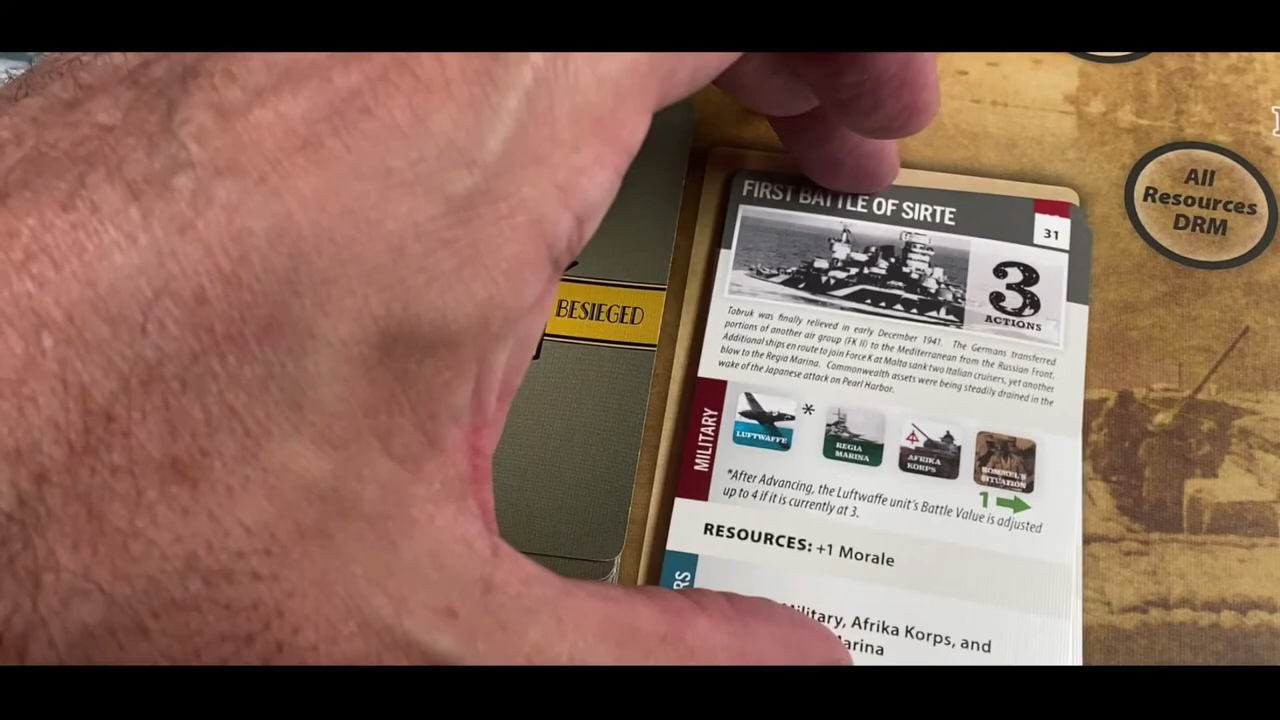 All
Resources
DRM
BESIEGED
FIRST BATTLE OF SIRTE
31
3
ACTIONS
Tobruk was finally relieved in early December 1941. The Germans transferred
portions of another air group (FK II) to the Mediterranean from the Russian Front.
Additional ships en route to join Force K at Malta sank two Italian cruisers, yet another
blow to the Regia Marina. Commonwealth assets were being steadily drained in the
wake of the Japanese attack on Pearl Harbor.
MILITARY
LUFTWAFFE
*
REGIA
MARINA
AFRIKA
KORPS
ROMMEL'S
SITUATION
1
*After Advancing, the Luftwaffe unit's Battle Value is adjusted
up to 4 if it is currently at 3.
RESOURCES: +1 Morale
Military, Afrika Korps, and